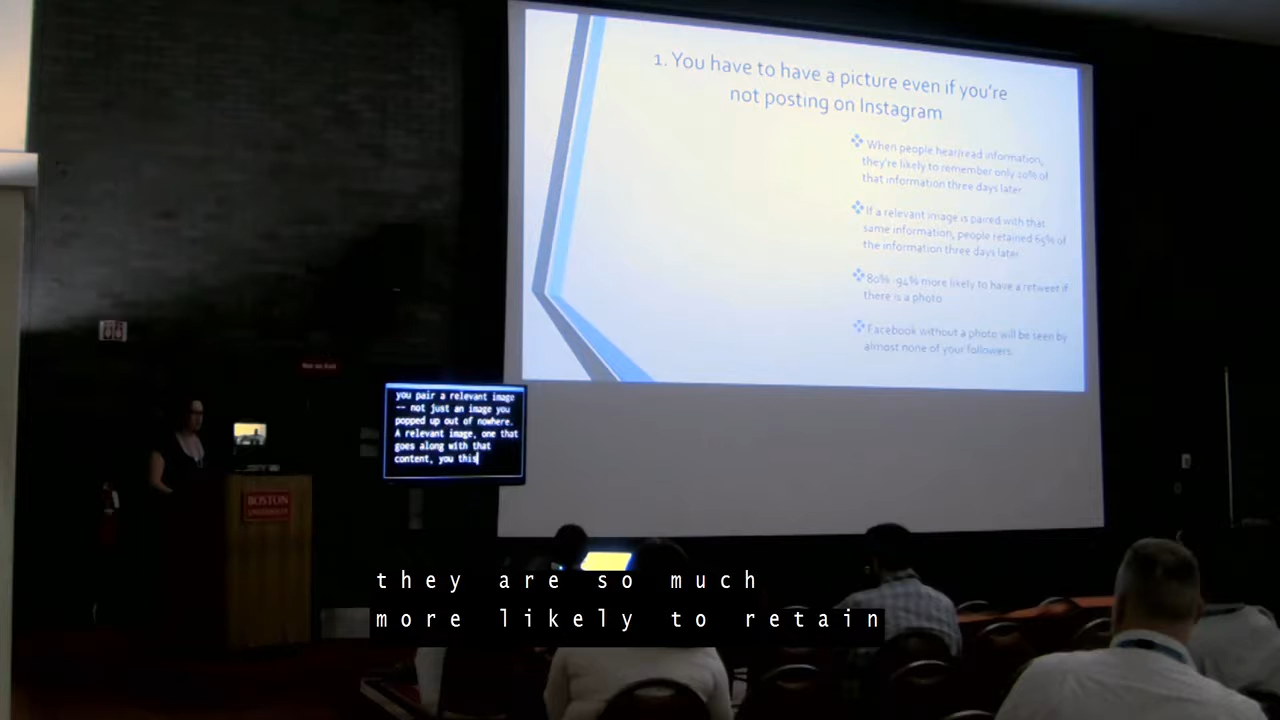 1. You have to have a picture even if you're
not posting on Instagram
When people hear/read information,
they're likely to remember only 10% of
that information three days later
If a relevant image is paired with that
same information, people retained 65% of
the information three days later
80% -94% more likely to have a retweet if
there is a photo
Facebook without a photo will be seen by
almost none of your followers.
you pair a relevant image
-- not just an image you
popped up out of nowhere.
A relevant image, one that
goes along with that
content, you this
BOSTON
UNIVERSITY
they are so much
more likely to retain